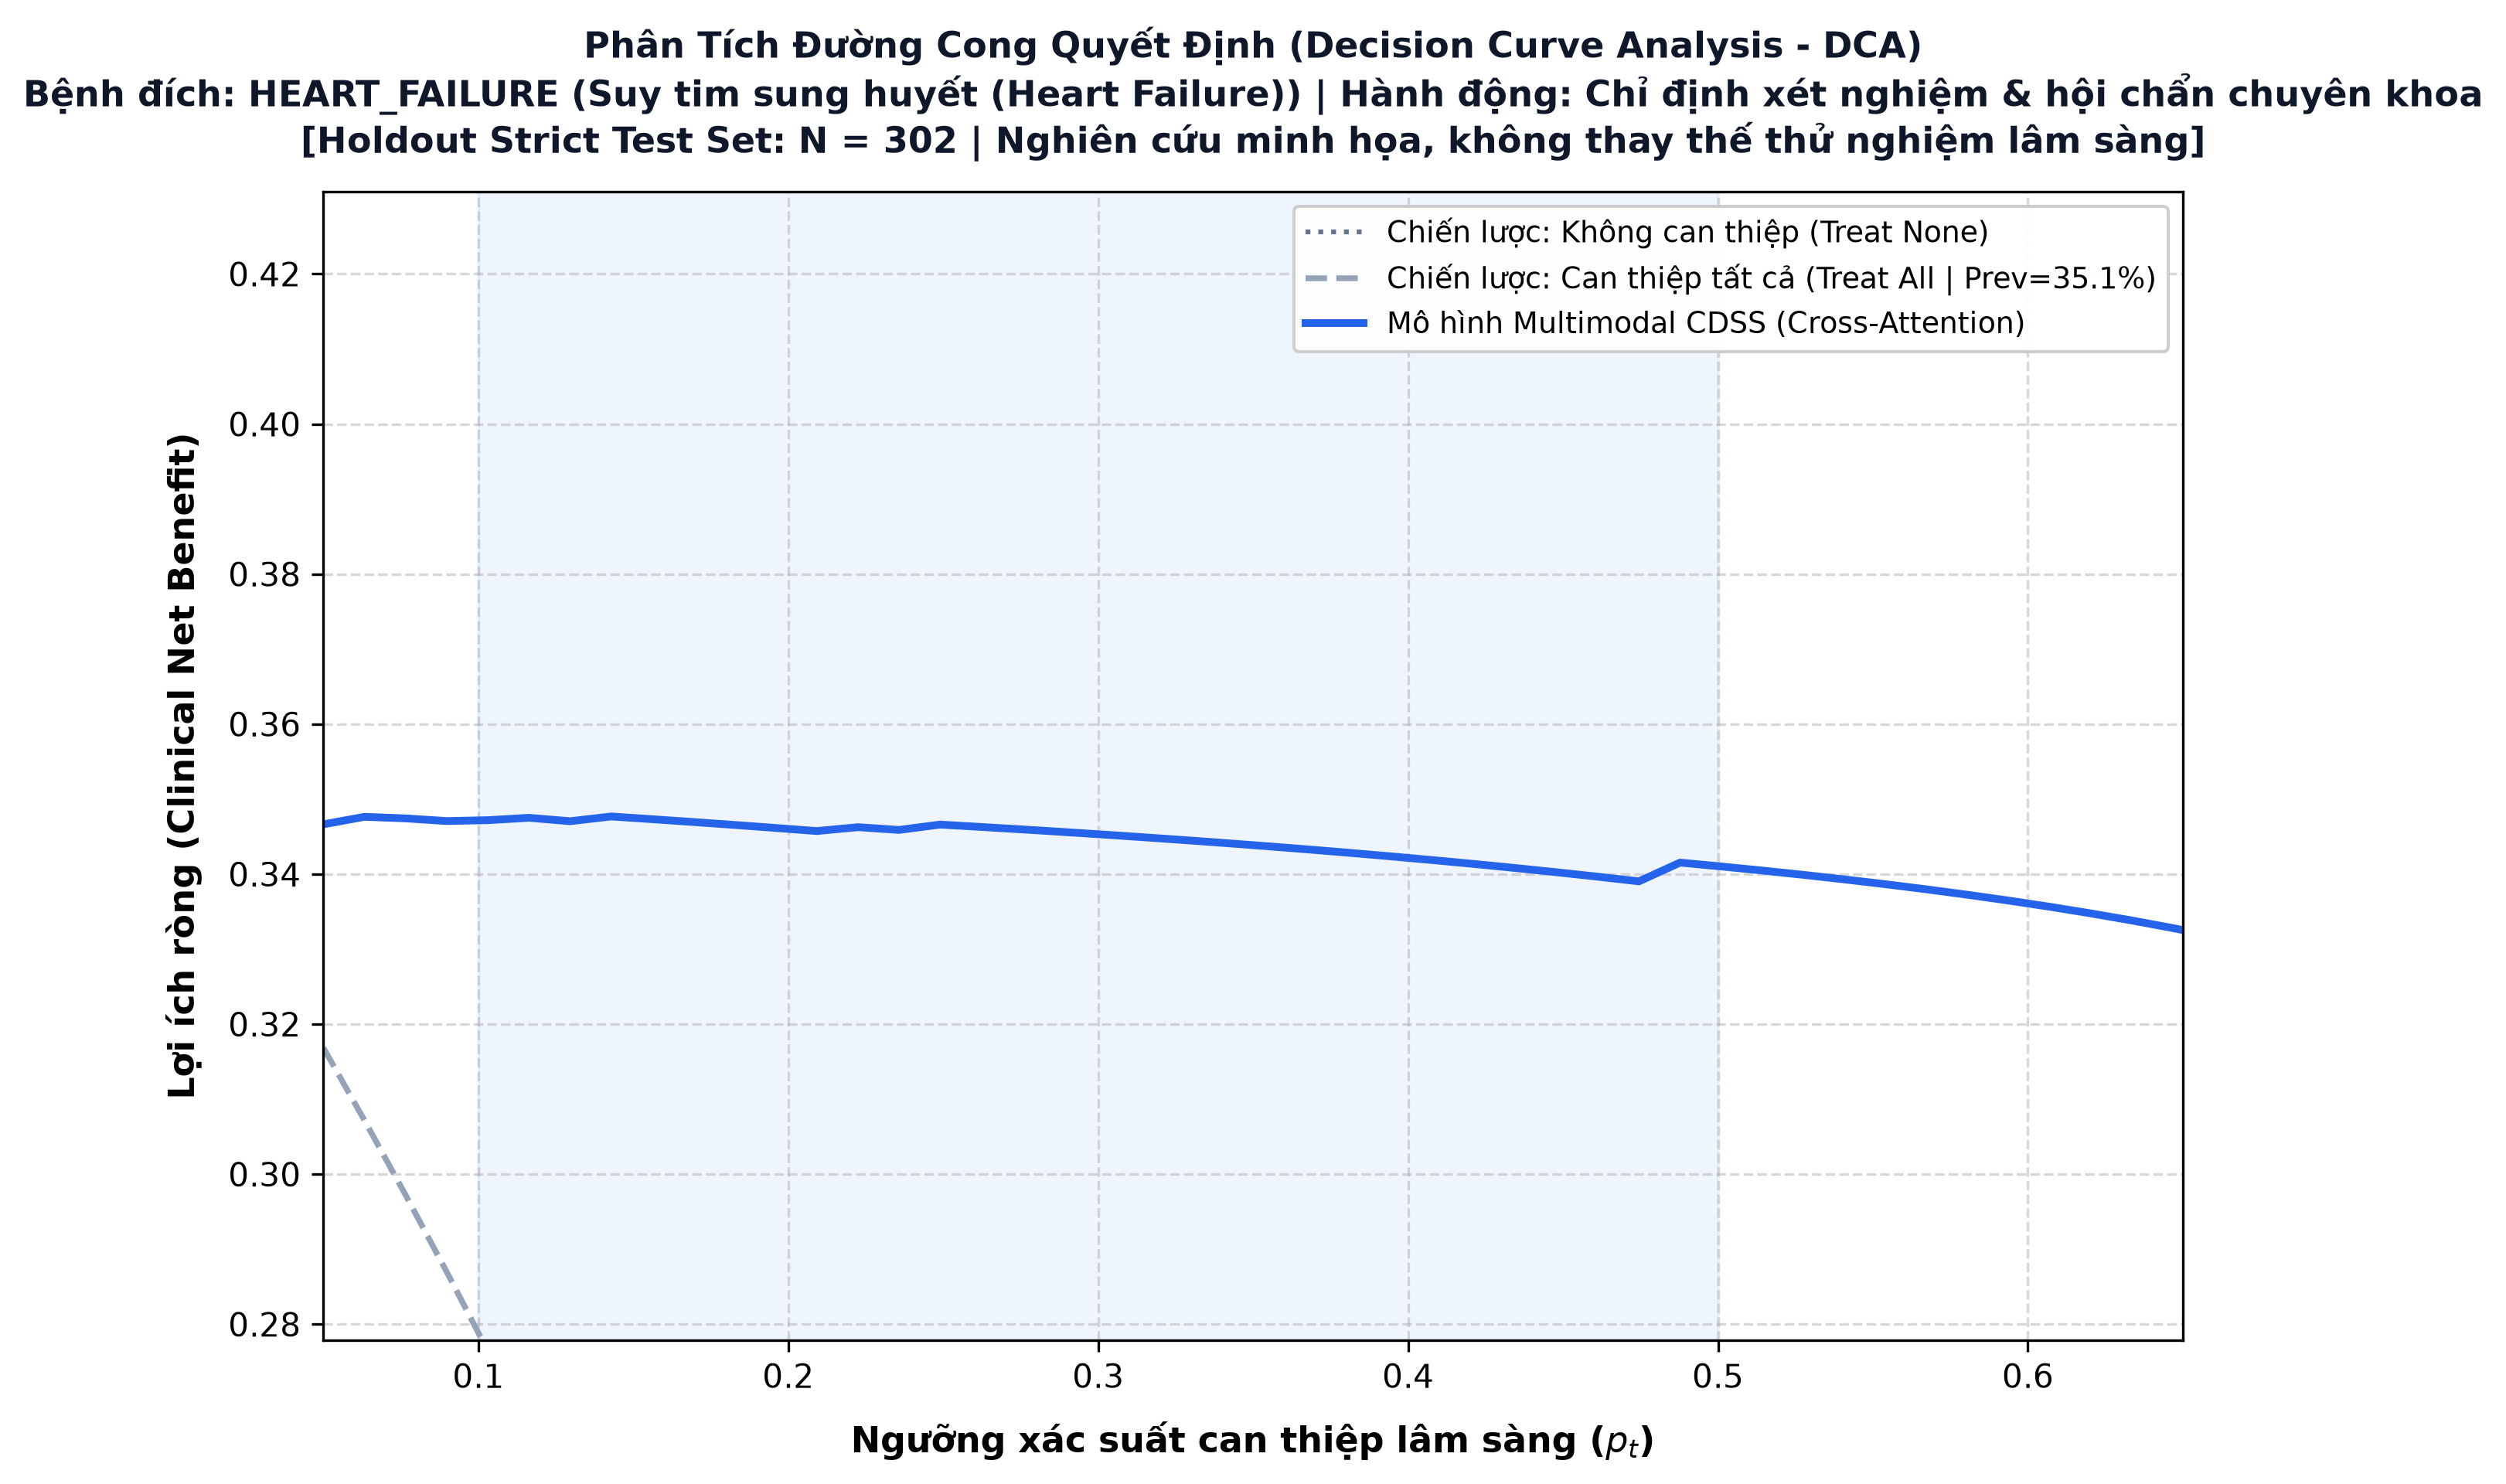 Phân Tích Đường Cong Quyết Định (Decision Curve Analysis - DCA)
Bệnh đích: HEART_FAILURE (Suy tim sung huyết (Heart Failure)) | Hành động: Chỉ định xét nghiệm & hội chẩn chuyên khoa
[Holdout Strict Test Set: N = 302 | Nghiên cứu minh họa, không thay thế thử nghiệm lâm sàng]
Chiến lược: Không can thiệp (Treat None)
Chiến lược: Can thiệp tất cả (Treat All | Prev=35.1%)
Mô hình Multimodal CDSS (Cross-Attention)
Lợi ích ròng (Clinical Net Benefit)
0.42
0.40
0.38
0.36
0.34
0.32
0.30
0.28
0.1 0.2 0.3 0.4 0.5 0.6
Ngưỡng xác suất can thiệp lâm sàng (pₜ)